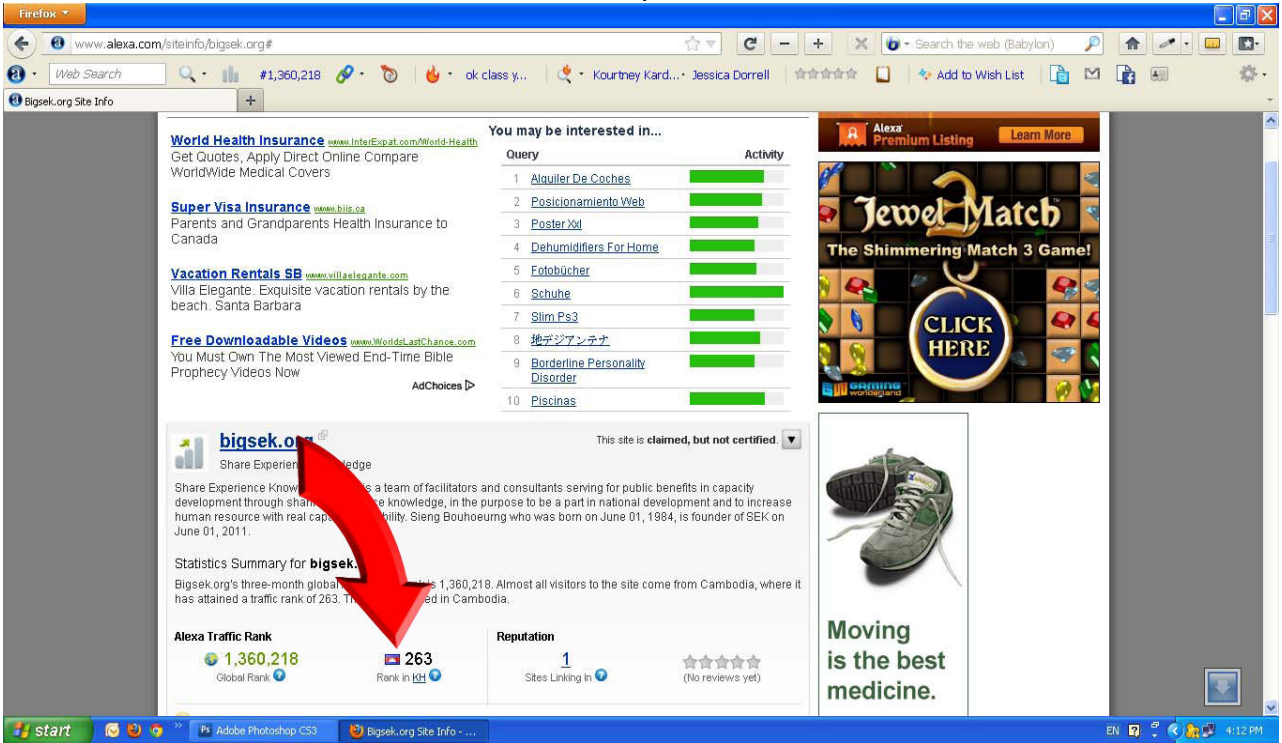 Firefox
www.alexa.com/siteinfo/bigsek.org#
Search the web (Babylon)
Web Search
#1,360,218
ok class y...
Kourtney Kard...
Jessica Dorrell
Add to Wish List
Bigsek.org Site Info
World Health Insurance www.InterExpat.com/World-Health
Get Quotes, Apply Direct Online Compare
WorldWide Medical Covers
Super Visa Insurance www.biis.ca
Parents and Grandparents Health Insurance to
Canada
Vacation Rentals SB www.villaelegante.com
Villa Elegante. Exquisite vacation rentals by the
beach. Santa Barbara
Free Downloadable Videos www.WorldsLastChance.com
You Must Own The Most Viewed End-Time Bible
Prophecy Videos Now
AdChoices
You may be interested in...
Query Activity
1 Alquiler De Coches
2 Posicionamiento Web
3 Poster Xxl
4 Dehumidifiers For Home
5 Fotobücher
6 Schuhe
7 Slim Ps3
8 地デジアンテナ
9 Borderline Personality
Disorder
10 Piscinas
Alexa
Premium Listing
Learn More
Jewel Match
2
The Shimmering Match 3 Game!
CLICK
HERE
gaming
wonderland
bigsek.org
This site is claimed, but not certified.
Share Experien ledge
Share Experience Know is a team of facilitators and consultants serving for public benefits in capacity
development through shar ce knowledge, in the purpose to be a part in national development and to increase
human resource with real cap bility. Sieng Bouhoeurng who was born on June 01, 1984, is founder of SEK on
June 01, 2011.
Statistics Summary for bigsek.
Bigsek.org's three-month global is 1,360,218. Almost all visitors to the site come from Cambodia, where it
has attained a traffic rank of 263. Th ed in Cambodia.
Alexa Traffic Rank
1,360,218
Global Rank
263
Rank in KH
Reputation
1
Sites Linking In
(No reviews yet)
Moving
is the best
medicine.
start
Adobe Photoshop CS3
Bigsek.org Site Info - ...
EN
4:12 PM